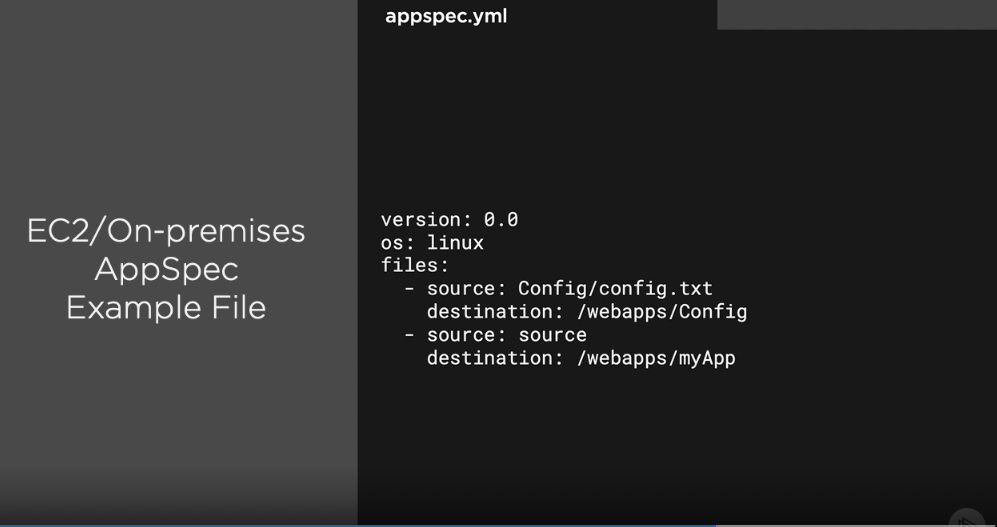 appspec.yml
EC2/On-premises
AppSpec
Example File
version: 0.0
os: linux
files:
  - source: Config/config.txt
    destination: /webapps/Config
  - source: source
    destination: /webapps/myApp